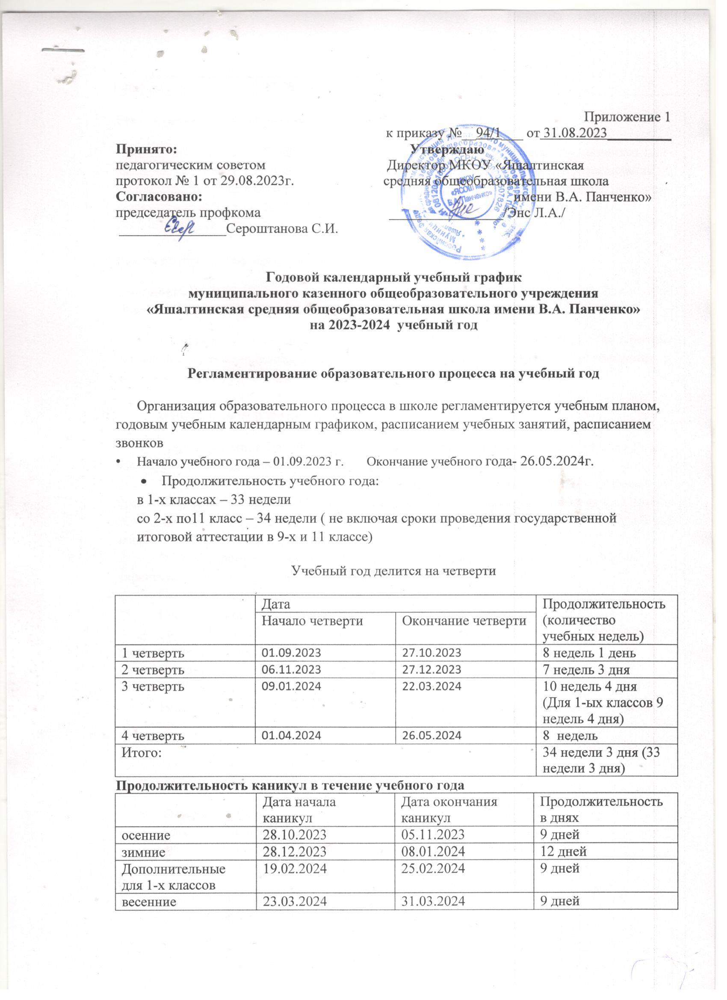 Приложение 1
к приказу №__94/1___ от 31.08.2023_________
Принято: Утверждаю
педагогическим советом Директор МКОУ «Яшалтинская
протокол № 1 от 29.08.2023г. средняя общеобразовательная школа
Согласовано: имени В.А. Панченко»
председатель профкома ________________/Энс Л.А./
_______________Сероштанова С.И.
МКОУ
«ЯСОШ им.
В.А. Панченко»
Годовой календарный учебный график
муниципального казенного общеобразовательного учреждения
«Яшалтинская средняя общеобразовательная школа имени В.А. Панченко»
на 2023-2024 учебный год
Регламентирование образовательного процесса на учебный год
Организация образовательного процесса в школе регламентируется учебным планом,
годовым учебным календарным графиком, расписанием учебных занятий, расписанием
звонков
• Начало учебного года – 01.09.2023 г. Окончание учебного года- 26.05.2024г.
• Продолжительность учебного года:
в 1-х классах – 33 недели
со 2-х по11 класс – 34 недели ( не включая сроки проведения государственной
итоговой аттестации в 9-х и 11 классе)
Учебный год делится на четверти
Дата Продолжительность
Начало четверти Окончание четверти (количество
учебных недель)
1 четверть 01.09.2023 27.10.2023 8 недель 1 день
2 четверть 06.11.2023 27.12.2023 7 недель 3 дня
3 четверть 09.01.2024 22.03.2024 10 недель 4 дня
(Для 1-ых классов 9
недель 4 дня)
4 четверть 01.04.2024 26.05.2024 8 недель
Итого: 34 недели 3 дня (33
недели 3 дня)
Продолжительность каникул в течение учебного года
Дата начала Дата окончания Продолжительность
каникул каникул в днях
осенние 28.10.2023 05.11.2023 9 дней
зимние 28.12.2023 08.01.2024 12 дней
Дополнительные 19.02.2024 25.02.2024 9 дней
для 1-х классов
весенние 23.03.2024 31.03.2024 9 дней